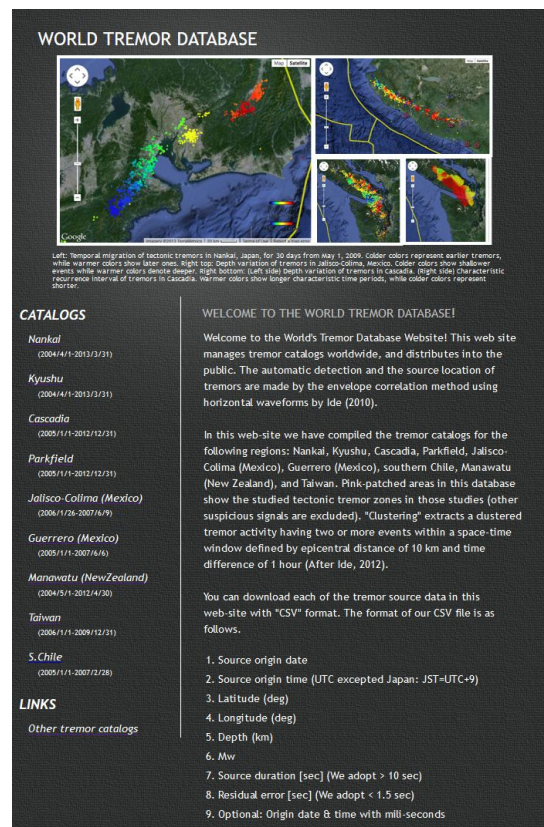 WORLD TREMOR DATABASE
Map Satellite
Google
Left: Temporal migration of tectonic tremors in Nankai, Japan, for 30 days from May 1, 2009. Colder colors represent earlier tremors,
while warmer colors show later ones. Right top; Depth variation of tremors in Jalisco-Colima, Mexico. Colder colors show shallower
events while warmer colors denote deeper. Right bottom: (Left side) Depth variation of tremors in Cascadia. (Right side) Characteristic
recurrence interval of tremors in Cascadia. Warmer colors show longer characteristic time periods, while colder colors represent
shorter.
CATALOGS
Nankai
(2004/4/1-2013/3/31)
Kyushu
(2004/4/1-2013/3/31)
Cascadia
(2005/1/1-2012/12/31)
Parkfield
(2005/1/1-2012/12/31)
Jalisco-Colima (Mexico)
(2006/1/26-2007/6/9)
Guerrero (Mexico)
(2005/1/1-2007/6/6)
Manawatu (NewZealand)
(2004/5/1-2012/4/30)
Taiwan
(2006/1/1-2009/12/31)
S.Chile
(2005/1/1-2007/2/28)
LINKS
Other tremor catalogs
WELCOME TO THE WORLD TREMOR DATABASE!
Welcome to the World's Tremor Database Website! This web site
manages tremor catalogs worldwide, and distributes into the
public. The automatic detection and the source location of
tremors are made by the envelope correlation method using
horizontal waveforms by Ide (2010).
In this web-site we have compiled the tremor catalogs for the
following regions: Nankai, Kyushu, Cascadia, Parkfield, Jalisco-
Colima (Mexico), Guerrero (Mexico), southern Chile, Manawatu
(New Zealand), and Taiwan. Pink-patched areas in this database
show the studied tectonic tremor zones in those studies (other
suspicious signals are excluded). "Clustering" extracts a clustered
tremor activity having two or more events within a space-time
window defined by epicentral distance of 10 km and time
difference of 1 hour (After Ide, 2012).
You can download each of the tremor source data in this
web-site with "CSV" format. The format of our CSV file is as
follows.
1. Source origin date
2. Source origin time (UTC excepted Japan: JST=UTC+9)
3. Latitude (deg)
4. Longitude (deg)
5. Depth (km)
6. Mw
7. Source duration [sec] (We adopt > 10 sec)
8. Residual error [sec] (We adopt < 1.5 sec)
9. Optional: Origin date & time with mili-seconds